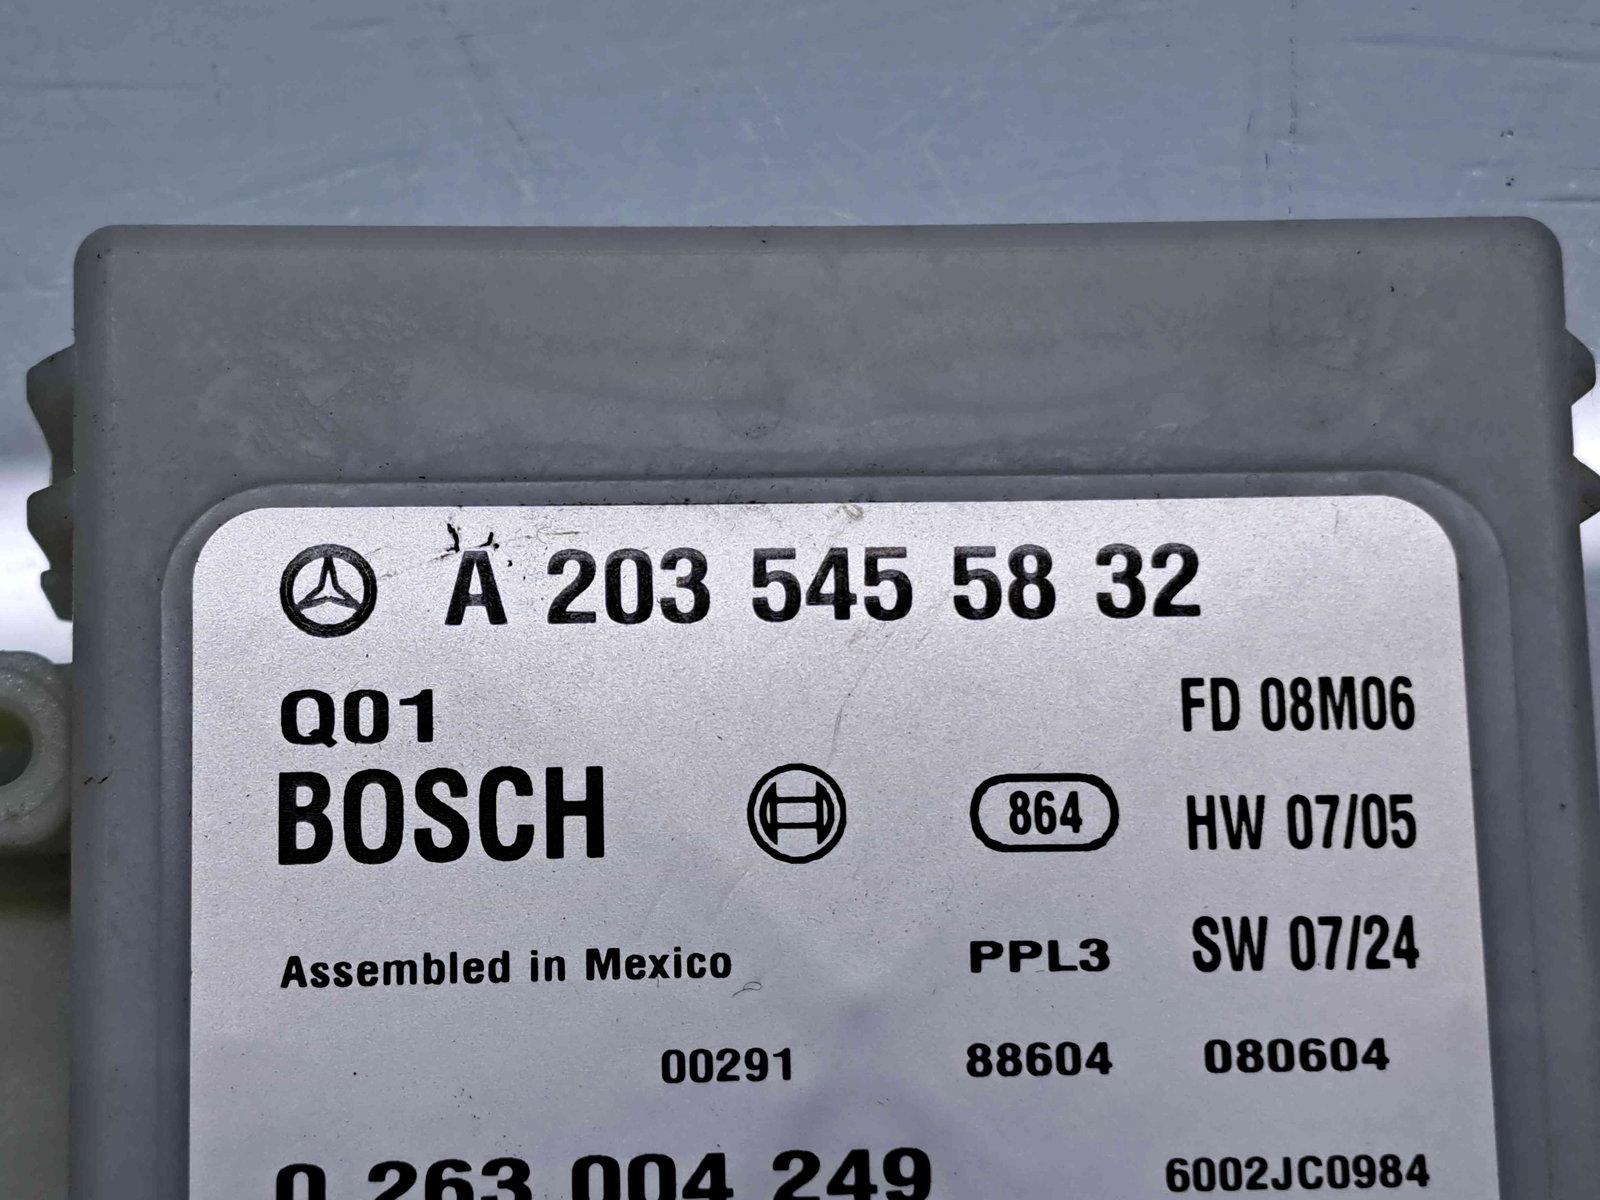 A 203 545 58 32
Q01 FD 08M06
BOSCH 864 HW 07/05
Assembled in Mexico PPL3 SW 07/24
00291 88604 080604
0 263 004 249 6002JC0984